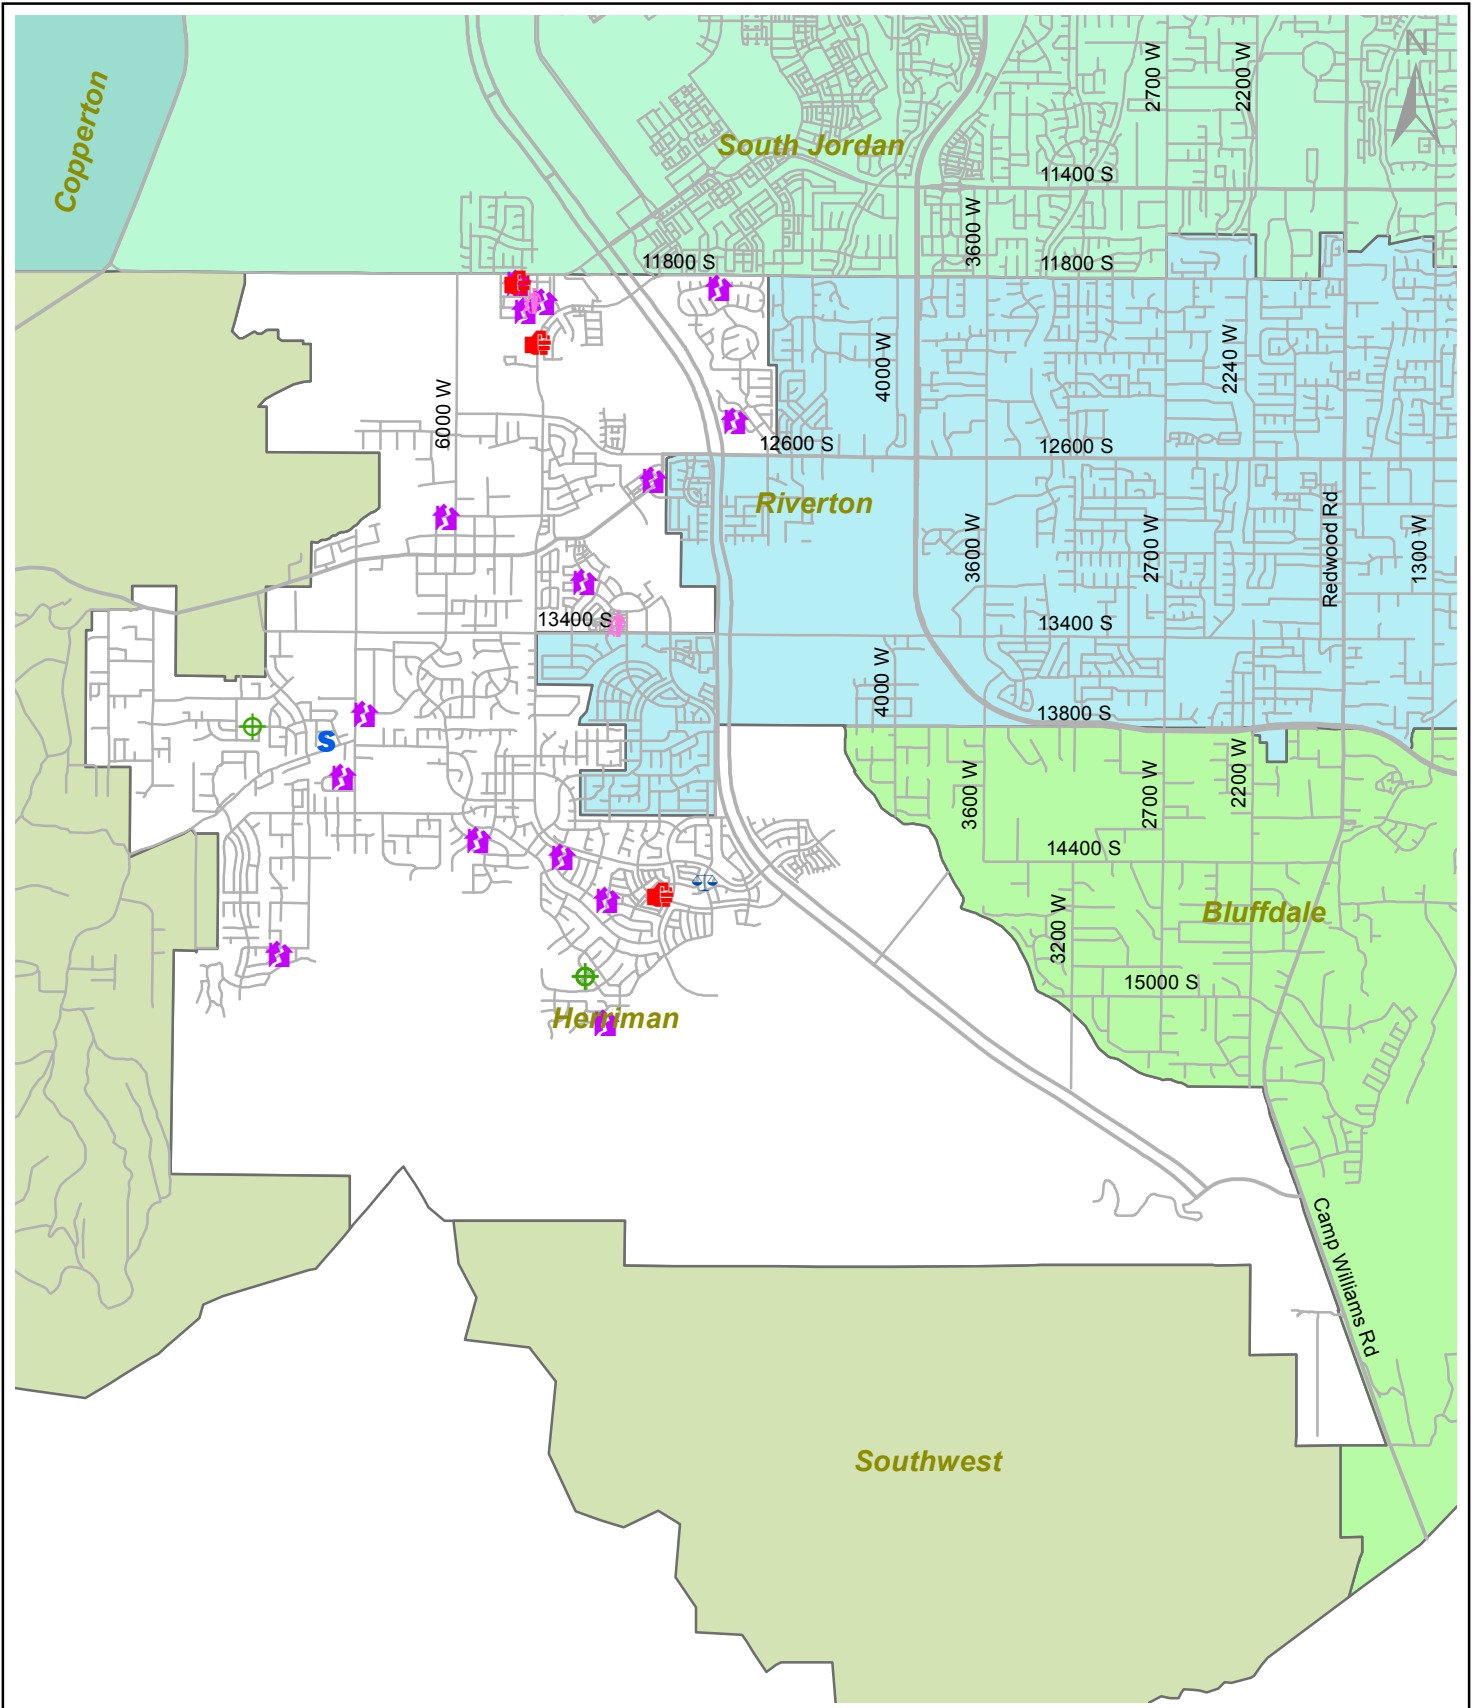 N
2700 W
2200 W
Copperton
South Jordan
11400 S
3600 W
11800 S
11800 S
4000 W
2240 W
6000 W
12600 S
12600 S
Riverton
Redwood Rd
3600 W
2700 W
1300 W
13400 S
13400 S
4000 W
13800 S
3600 W
2700 W
2200 W
S
14400 S
Bluffdale
3200 W
15000 S
Herriman
Camp Williams Rd
Southwest